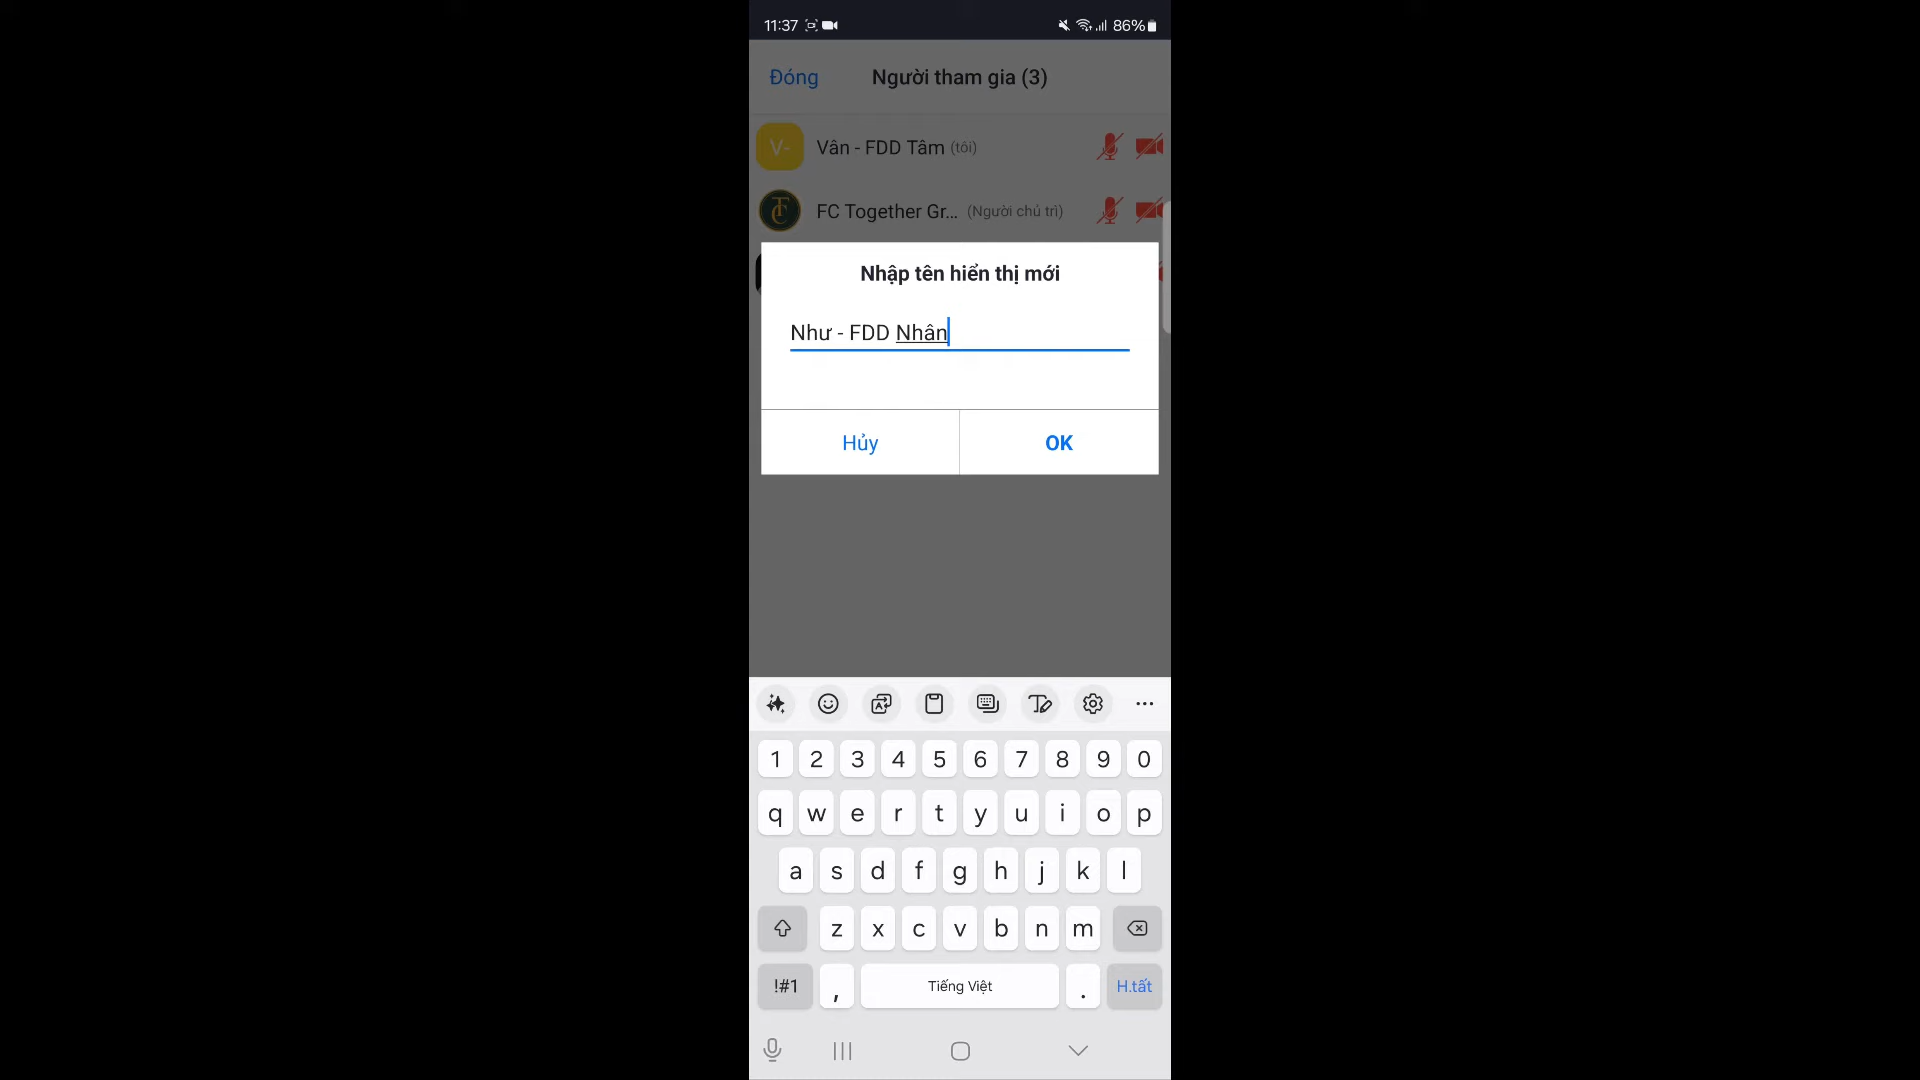 11:37 86%
Đóng Người tham gia (3)
V- Vân - FDD Tâm (tôi)
TC FC Together Gr... (Người chủ trì)
Nhập tên hiển thị mới
Như - FDD Nhân
Hủy OK
1 2 3 4 5 6 7 8 9 0
q w e r t y u i o p
a s d f g h j k l
z x c v b n m
!#1 , Tiếng Việt . H.tất